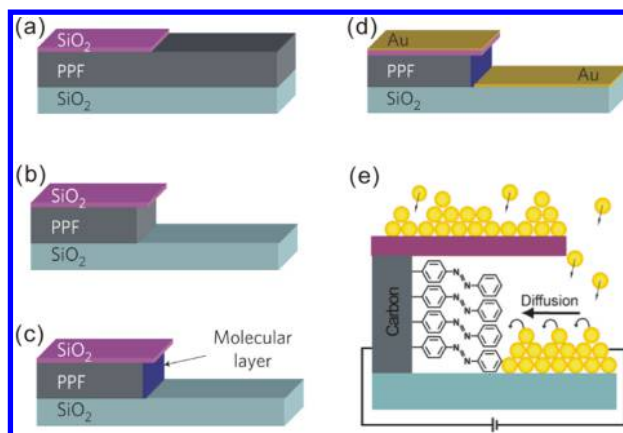 (a)
SiO2
PPF
SiO2
(b)
SiO2
PPF
SiO2
(c)
SiO2
PPF
SiO2
Molecular
layer
(d)
Au
PPF
SiO2
Au
(e)
Carbon
N N
N N
N N
N N
Diffusion